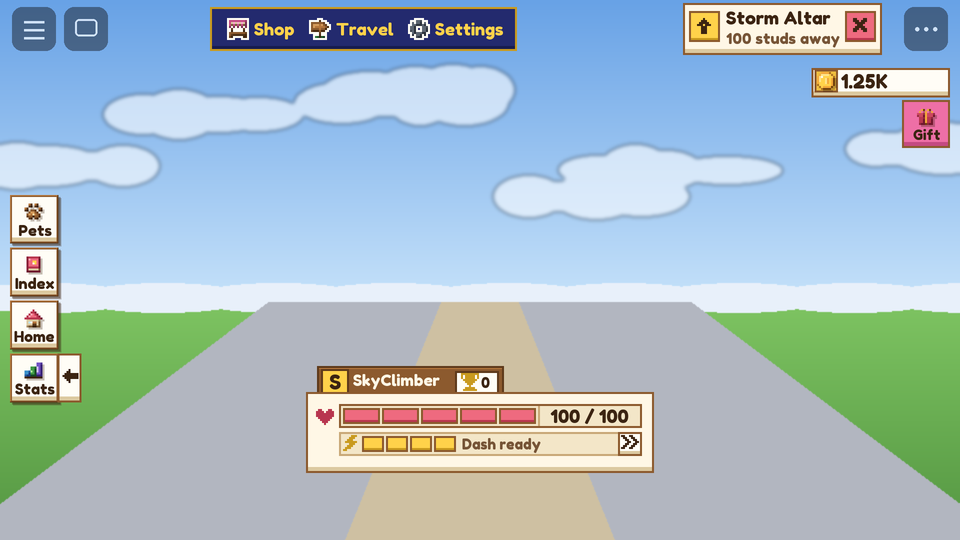 Shop Travel Settings
Storm Altar
100 studs away
1.25K
Gift
Pets
Index
Home
Stats
S SkyClimber 0
100 / 100
Dash ready